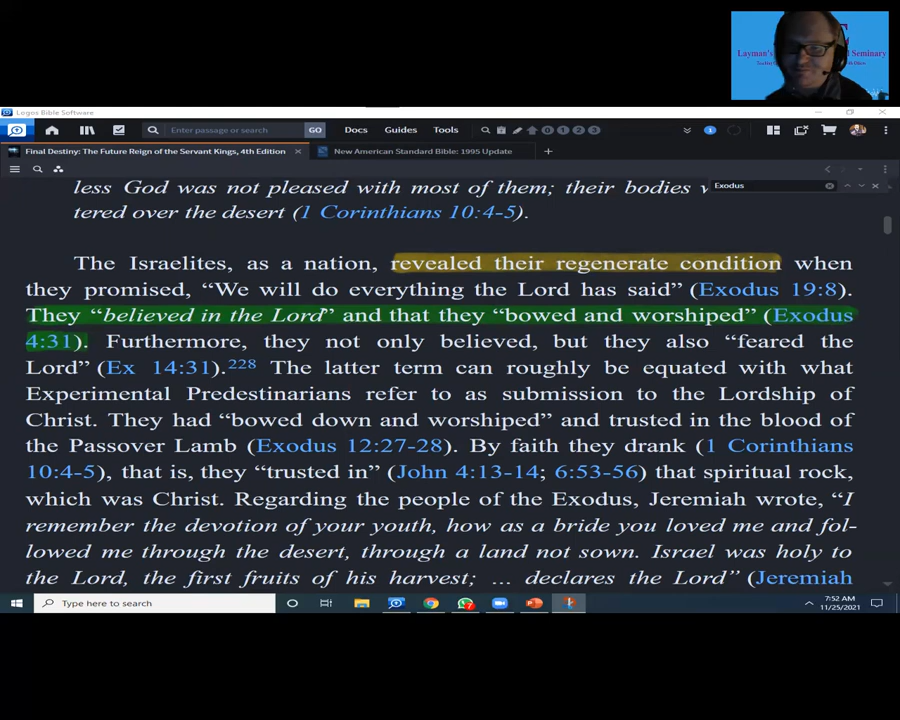 Layman's Seminary
Logos Bible Software
Enter passage or search GO Docs Guides Tools 0 1 2 3
Final Destiny: The Future Reign of the Servant Kings, 4th Edition × New American Standard Bible: 1995 Update +
Exodus
less God was not pleased with most of them; their bodies
tered over the desert (1 Corinthians 10:4-5).
The Israelites, as a nation, revealed their regenerate condition when
they promised, “We will do everything the Lord has said” (Exodus 19:8).
They “believed in the Lord” and that they “bowed and worshiped” (Exodus
4:31). Furthermore, they not only believed, but they also “feared the
Lord” (Ex 14:31).228 The latter term can roughly be equated with what
Experimental Predestinarians refer to as submission to the Lordship of
Christ. They had “bowed down and worshiped” and trusted in the blood of
the Passover Lamb (Exodus 12:27-28). By faith they drank (1 Corinthians
10:4-5), that is, they “trusted in” (John 4:13-14; 6:53-56) that spiritual rock,
which was Christ. Regarding the people of the Exodus, Jeremiah wrote, “I
remember the devotion of your youth, how as a bride you loved me and fol-
lowed me through the desert, through a land not sown. Israel was holy to
the Lord, the first fruits of his harvest; ... declares the Lord” (Jeremiah
Type here to search
7:52 AM
11/25/2021